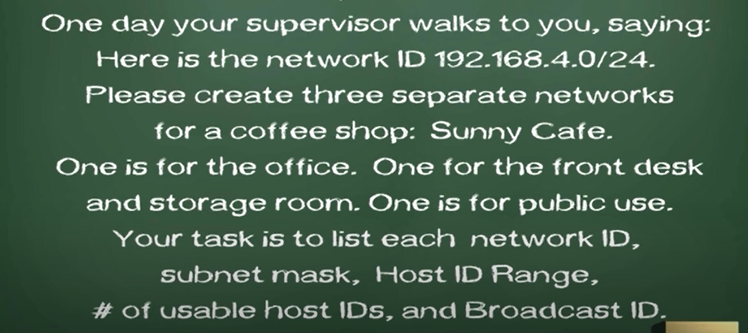 One day your supervisor walks to you, saying:
Here is the network ID 192.168.4.0/24.
Please create three separate networks
for a coffee shop: Sunny Cafe.
One is for the office. One for the front desk
and storage room. One is for public use.
Your task is to list each network ID,
subnet mask, Host ID Range,
# of usable host IDs, and Broadcast ID.